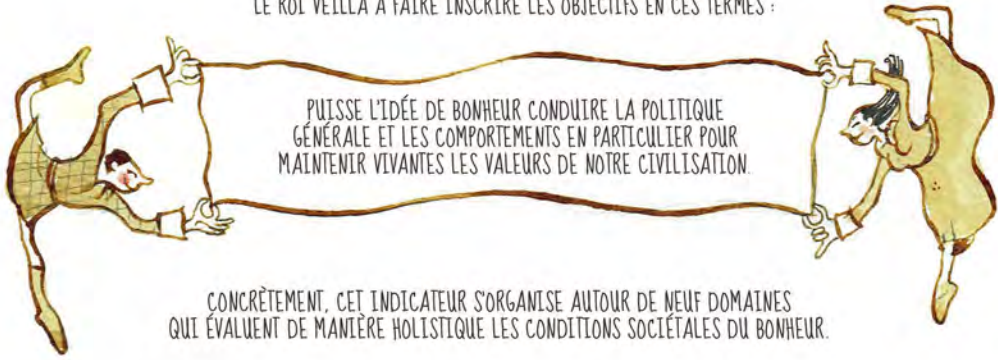 LE ROI VEILLA À FAIRE INSCRIRE LES OBJECTIFS EN CES TERMES :
PUISSE L'IDÉE DE BONHEUR CONDUIRE LA POLITIQUE
GÉNÉRALE ET LES COMPORTEMENTS EN PARTICULIER POUR
MAINTENIR VIVANTES LES VALEURS DE NOTRE CIVILISATION.
CONCRÈTEMENT, CET INDICATEUR S'ORGANISE AUTOUR DE NEUF DOMAINES
QUI ÉVALUENT DE MANIÈRE HOLISTIQUE LES CONDITIONS SOCIÉTALES DU BONHEUR.